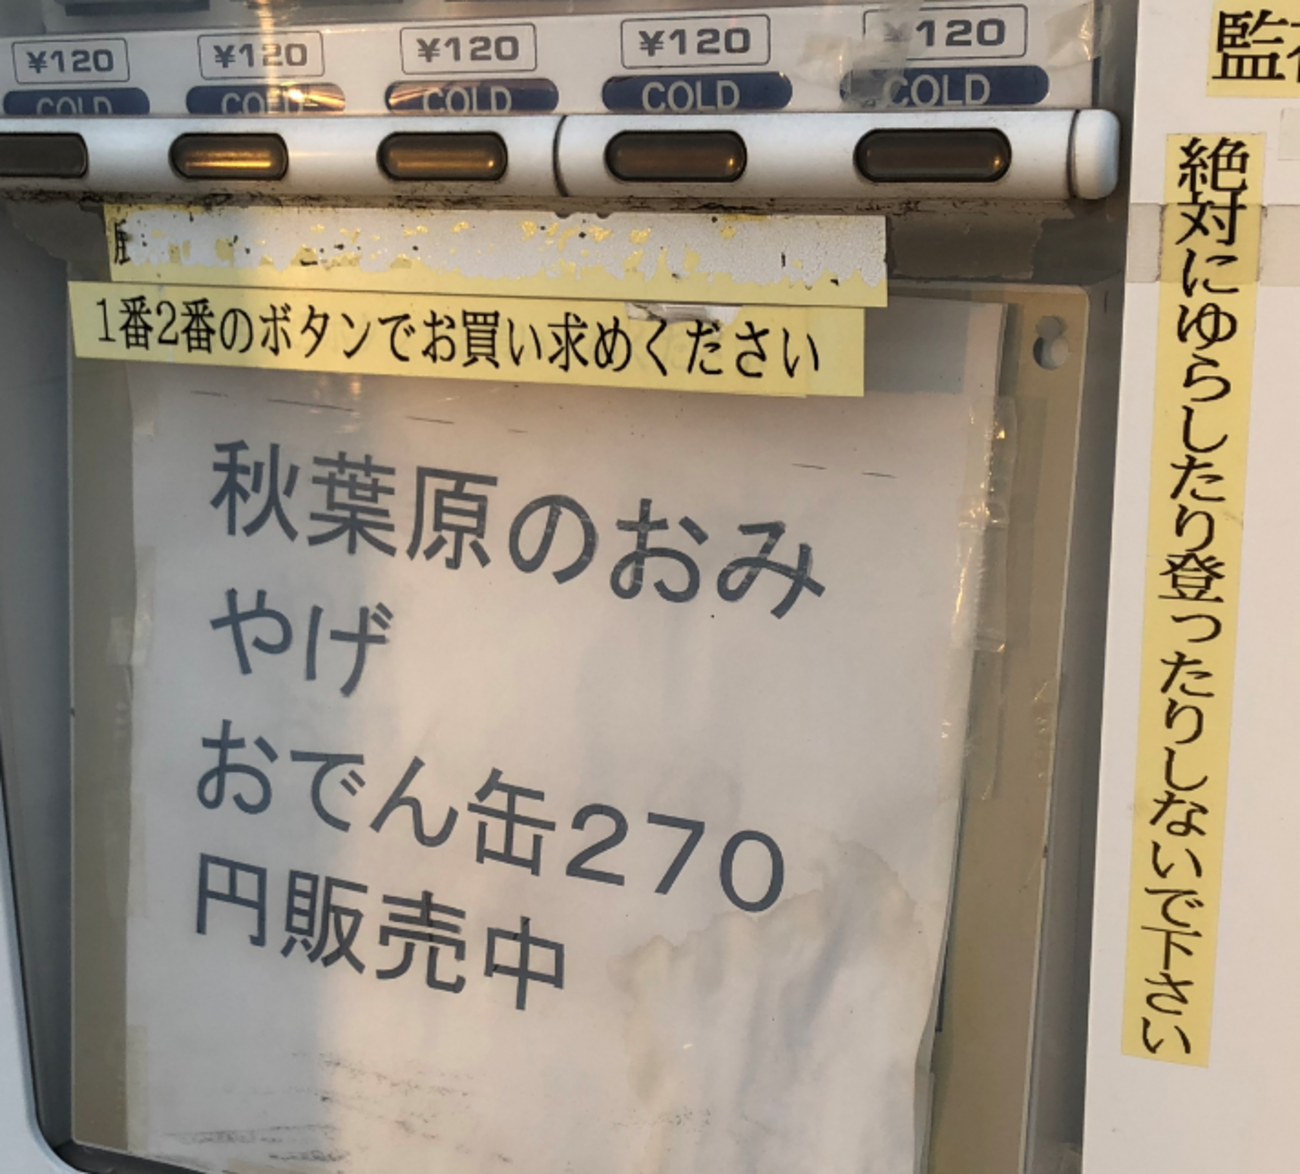 ¥120 ¥120 ¥120 ¥120 ¥120
COLD COLD COLD COLD COLD
1番2番のボタンでお買い求めください
秋葉原のおみ
やげ
おでん缶270
円販売中
監
絶対にゆらしたり登ったりしないで下さい